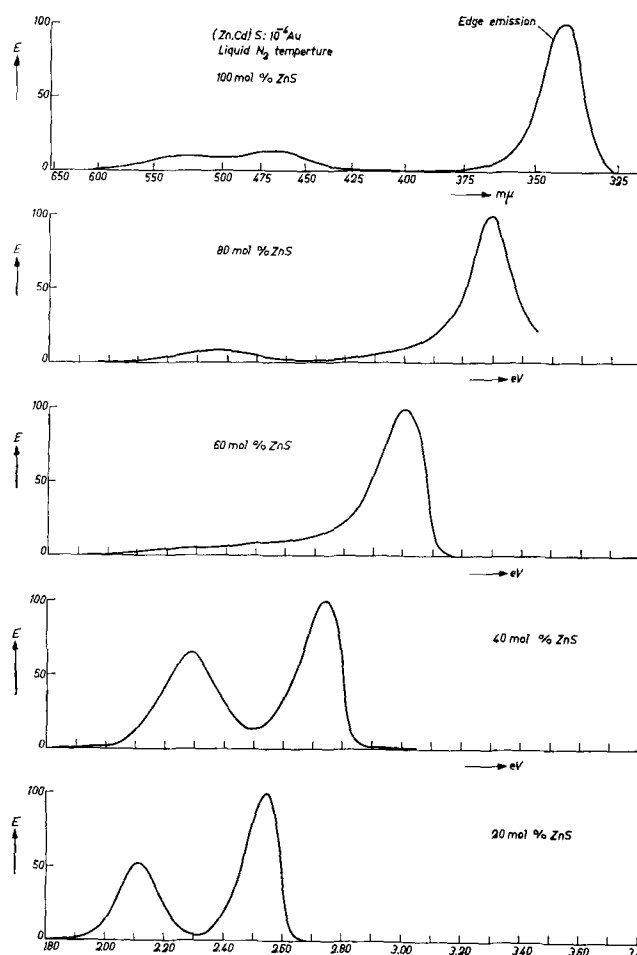 (Zn,Cd) S: 10⁻⁴Au
Liquid N₂ temperture
100 mol % ZnS
Edge emission
E
100
50
0
650 600 550 500 475 450 425 400 375 350 325
mμ
E
100
50
0
80 mol % ZnS
eV
E
100
50
0
60 mol % ZnS
eV
E
100
50
0
40 mol % ZnS
eV
E
100
50
20 mol % ZnS
1.80 2.00 2.20 2.40 2.60 2.80 3.00 3.20 3.40 3.60 3.80